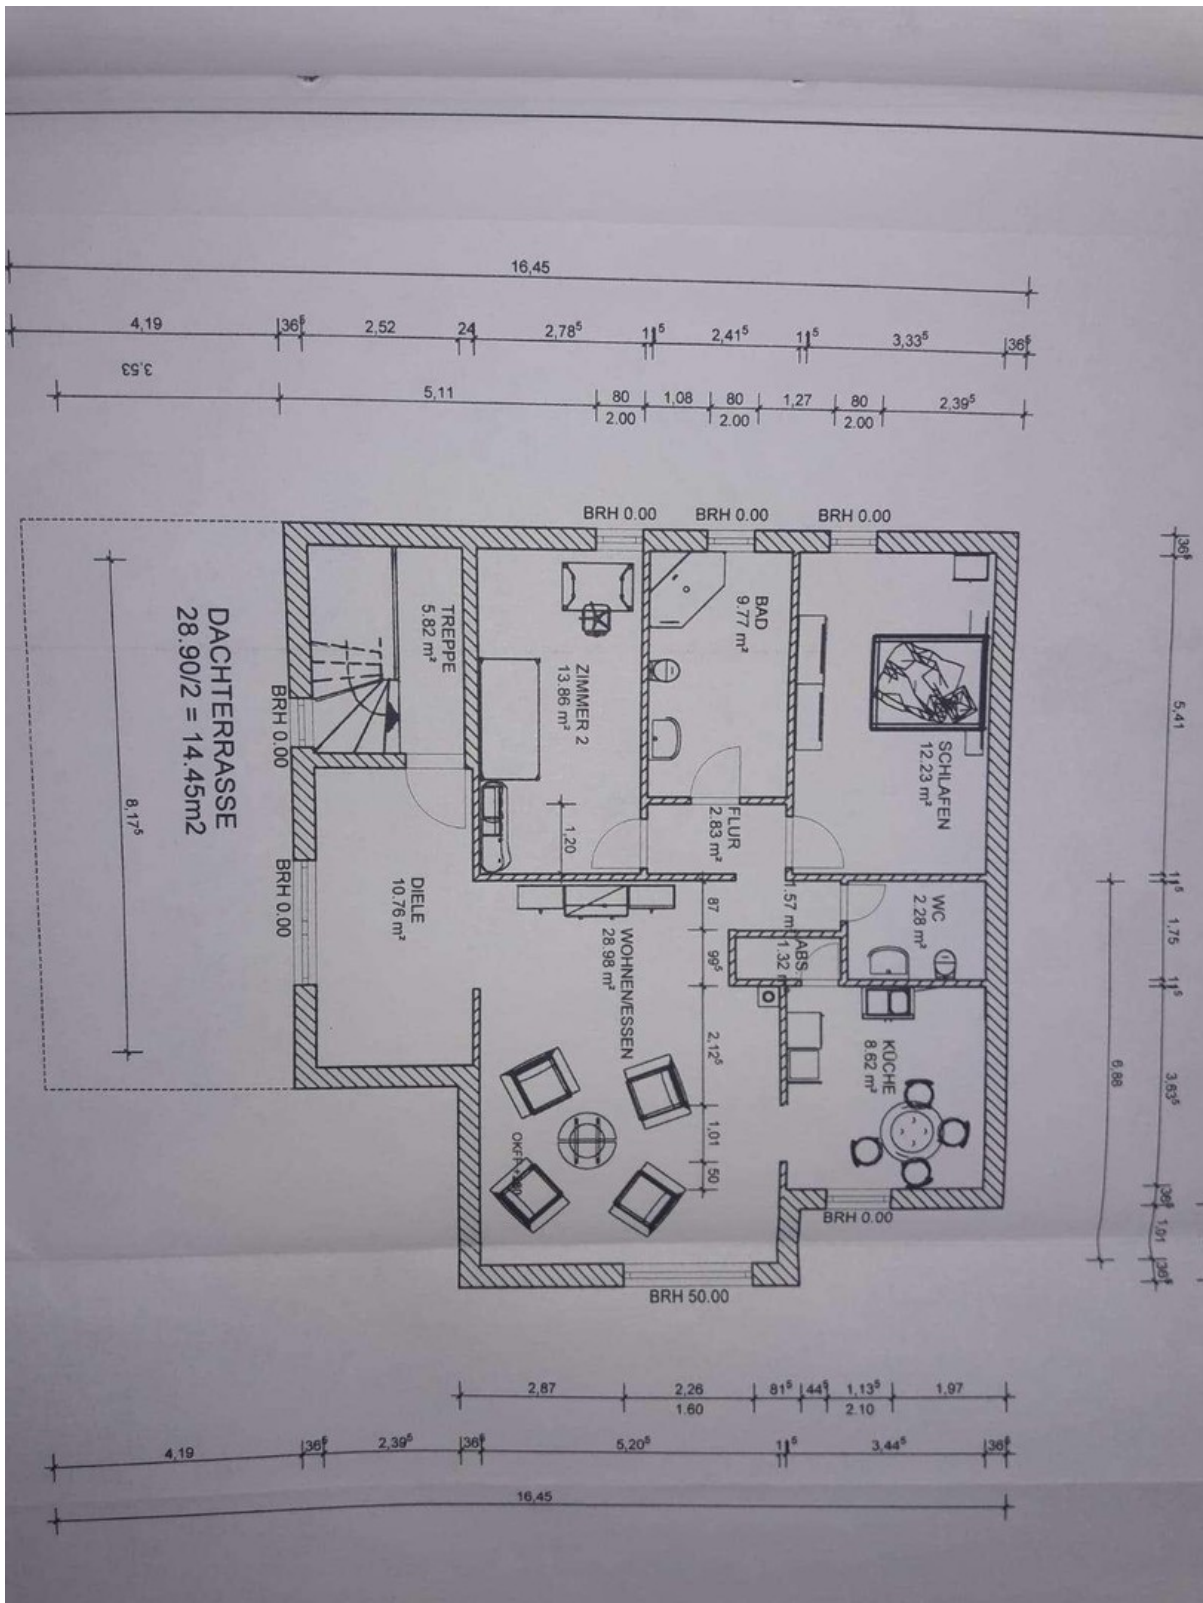 16,45
4,19 36⁵ 2,52 24 2,78⁵ 11⁵ 2,41⁵ 11⁵ 3,33⁵ 36⁵
3,53 5,11 80 1,08 80 1,27 80 2,39⁵
2.00 2.00 2.00
BRH 0.00 BRH 0.00 BRH 0.00
DACHTERRASSE
28.90/2 = 14.45m2
8,17⁵
BRH 0.00
BRH 0.00
TREPPE
5.82 m²
DIELE
10.76 m²
ZIMMER 2
13.86 m²
1,20
BAD
9.77 m²
FLUR
2.83 m²
SCHLAFEN
12.23 m²
WC
2.28 m²
1.57 m
ABS.
1.32
KÜCHE
8.62 m²
WOHNEN/ESSEN
28.98 m²
87
99⁵
2,12⁵
1,01
50
BRH 0.00
BRH 50.00
36⁵
5,41
11⁵
1,75
11⁵
3,63⁵
36⁵
1,01
36⁵
6,88
2,87 2,26 81⁵ 44⁵ 1,13⁵ 1,97
1.60 2.10
4,19 36⁵ 2,39⁵ 36⁵ 5,20⁵ 11⁵ 3,44⁵ 36⁵
16,45